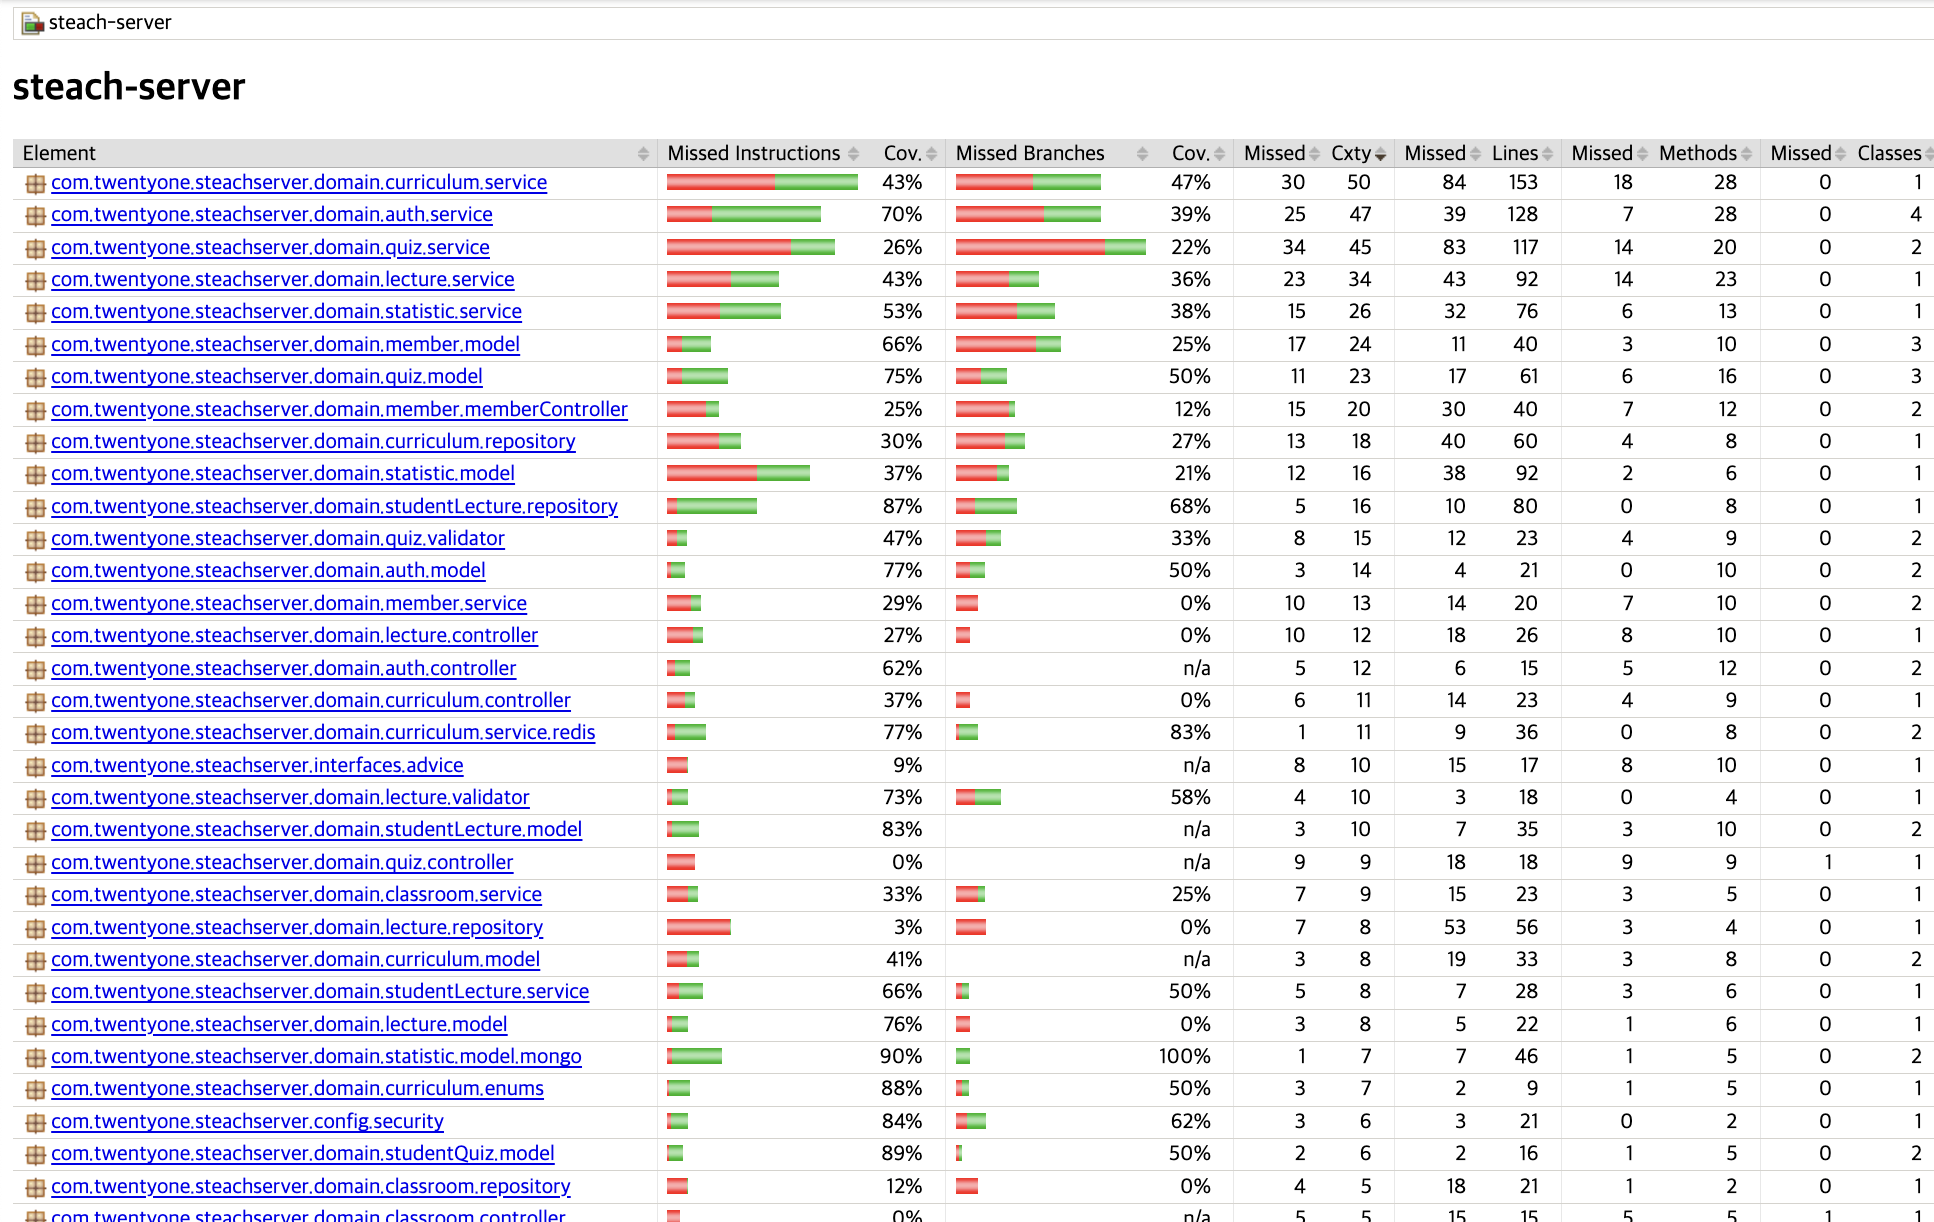 steach-server
steach-server
Element Missed Instructions Cov. Missed Branches Cov. Missed Cxty Missed Lines Missed Methods Missed Classes
com.twentyone.steachserver.domain.curriculum.service 43% 47% 30 50 84 153 18 28 0 1
com.twentyone.steachserver.domain.auth.service 70% 39% 25 47 39 128 7 28 0 4
com.twentyone.steachserver.domain.quiz.service 26% 22% 34 45 83 117 14 20 0 2
com.twentyone.steachserver.domain.lecture.service 43% 36% 23 34 43 92 14 23 0 1
com.twentyone.steachserver.domain.statistic.service 53% 38% 15 26 32 76 6 13 0 1
com.twentyone.steachserver.domain.member.model 66% 25% 17 24 11 40 3 10 0 3
com.twentyone.steachserver.domain.quiz.model 75% 50% 11 23 17 61 6 16 0 3
com.twentyone.steachserver.domain.member.memberController 25% 12% 15 20 30 40 7 12 0 2
com.twentyone.steachserver.domain.curriculum.repository 30% 27% 13 18 40 60 4 8 0 1
com.twentyone.steachserver.domain.statistic.model 37% 21% 12 16 38 92 2 6 0 1
com.twentyone.steachserver.domain.studentLecture.repository 87% 68% 5 16 10 80 0 8 0 1
com.twentyone.steachserver.domain.quiz.validator 47% 33% 8 15 12 23 4 9 0 2
com.twentyone.steachserver.domain.auth.model 77% 50% 3 14 4 21 0 10 0 2
com.twentyone.steachserver.domain.member.service 29% 0% 10 13 14 20 7 10 0 2
com.twentyone.steachserver.domain.lecture.controller 27% 0% 10 12 18 26 8 10 0 1
com.twentyone.steachserver.domain.auth.controller 62% n/a 5 12 6 15 5 12 0 2
com.twentyone.steachserver.domain.curriculum.controller 37% 0% 6 11 14 23 4 9 0 1
com.twentyone.steachserver.domain.curriculum.service.redis 77% 83% 1 11 9 36 0 8 0 2
com.twentyone.steachserver.interfaces.advice 9% n/a 8 10 15 17 8 10 0 1
com.twentyone.steachserver.domain.lecture.validator 73% 58% 4 10 3 18 0 4 0 1
com.twentyone.steachserver.domain.studentLecture.model 83% n/a 3 10 7 35 3 10 0 2
com.twentyone.steachserver.domain.quiz.controller 0% n/a 9 9 18 18 9 9 1 1
com.twentyone.steachserver.domain.classroom.service 33% 25% 7 9 15 23 3 5 0 1
com.twentyone.steachserver.domain.lecture.repository 3% 0% 7 8 53 56 3 4 0 1
com.twentyone.steachserver.domain.curriculum.model 41% n/a 3 8 19 33 3 8 0 2
com.twentyone.steachserver.domain.studentLecture.service 66% 50% 5 8 7 28 3 6 0 1
com.twentyone.steachserver.domain.lecture.model 76% 0% 3 8 5 22 1 6 0 1
com.twentyone.steachserver.domain.statistic.model.mongo 90% 100% 1 7 7 46 1 5 0 2
com.twentyone.steachserver.domain.curriculum.enums 88% 50% 3 7 2 9 1 5 0 1
com.twentyone.steachserver.config.security 84% 62% 3 6 3 21 0 2 0 1
com.twentyone.steachserver.domain.studentQuiz.model 89% 50% 2 6 2 16 1 5 0 2
com.twentyone.steachserver.domain.classroom.repository 12% 0% 4 5 18 21 1 2 0 1
com.twentyone.steachserver.domain.classroom.controller 0% n/a 5 5 15 15 5 5 1 1